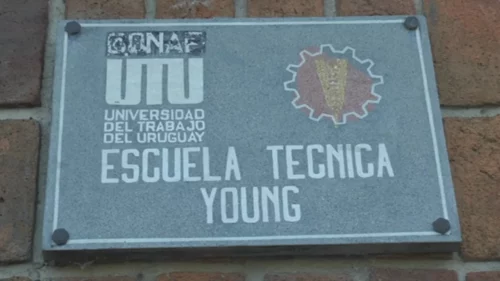 CONAE
UTU
UNIVERSIDAD
DEL TRABAJO
DEL URUGUAY
ESCUELA TECNICA
YOUNG